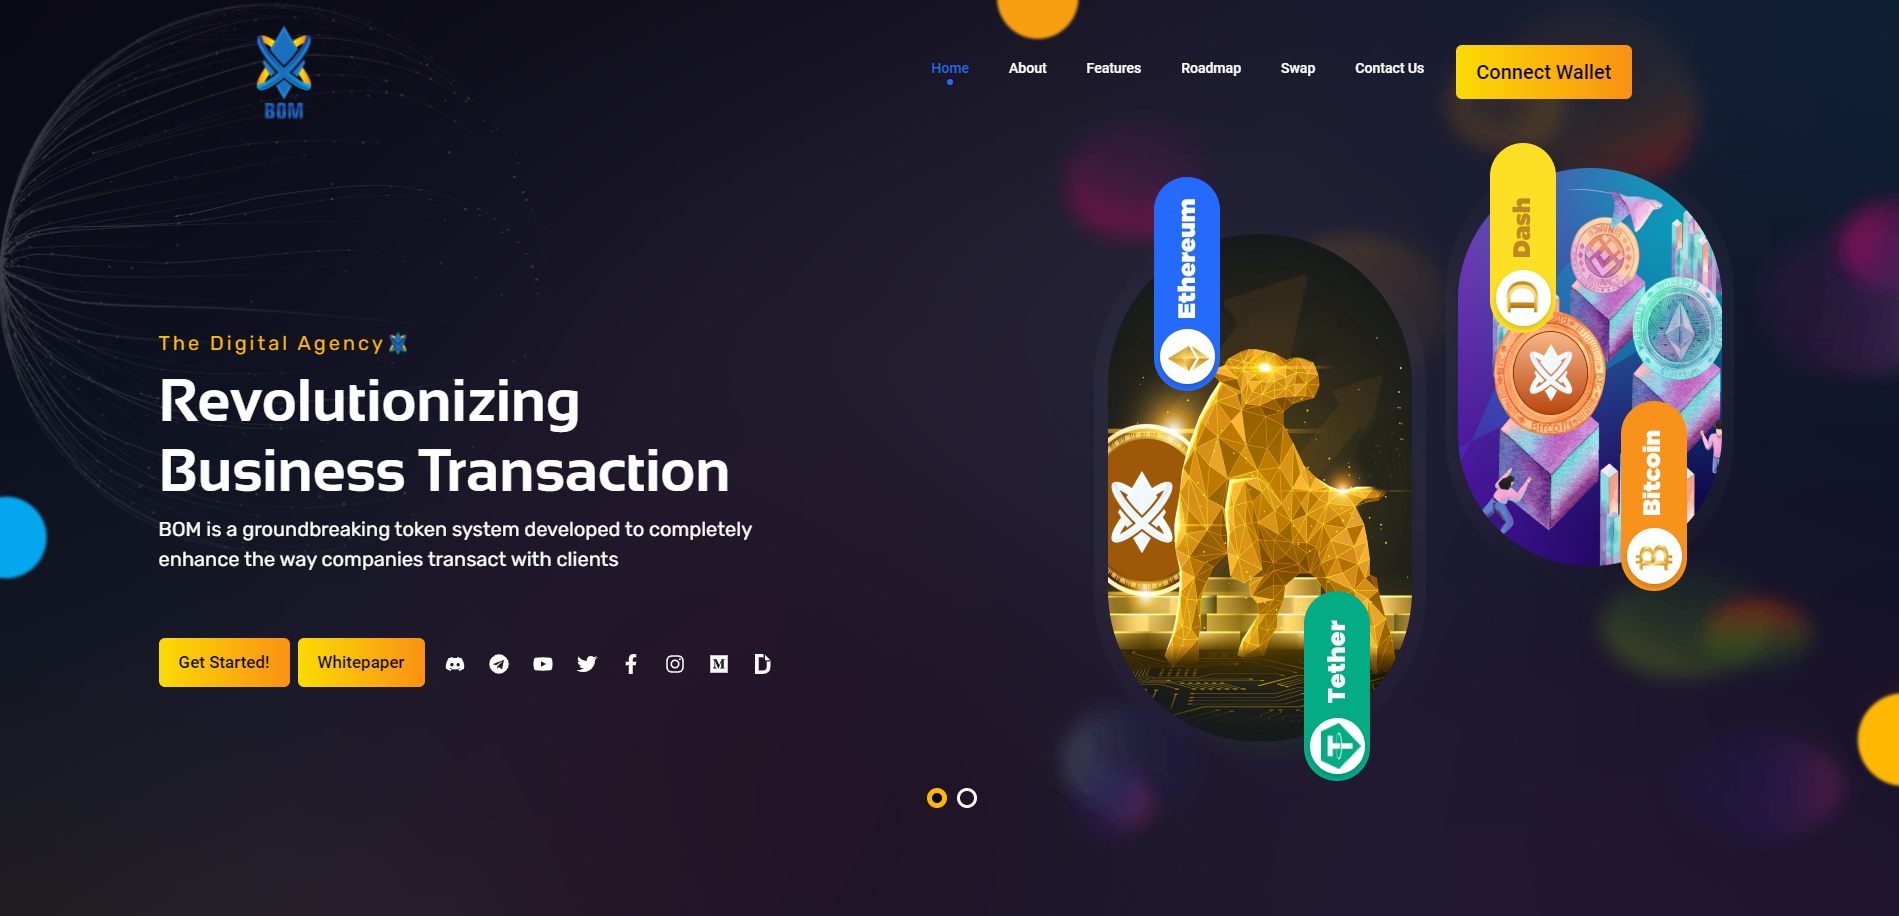 BOM
Home
About
Features
Roadmap
Swap
Contact Us
Connect Wallet
The Digital Agency
Revolutionizing
Business Transaction
BOM is a groundbreaking token system developed to completely
enhance the way companies transact with clients
Get Started!
Whitepaper
Ethereum
Tether
Dash
Bitcoin
BITCOIN